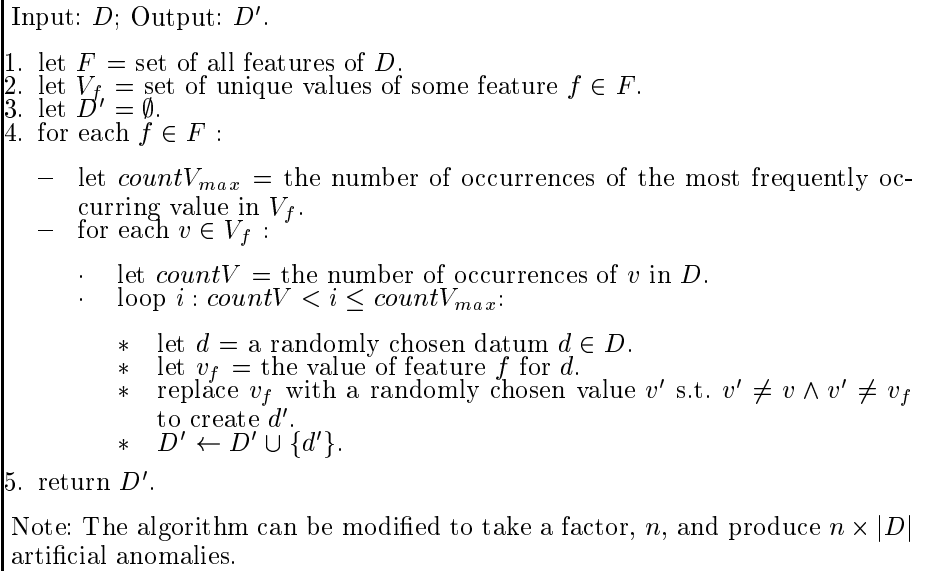 Input: D; Output: D′.
1. let F = set of all features of D.
2. let V_f = set of unique values of some feature f ∈ F.
3. let D′ = ∅.
4. for each f ∈ F :
– let countV_max = the number of occurrences of the most frequently oc-
curring value in V_f.
– for each v ∈ V_f :
· let countV = the number of occurrences of v in D.
· loop i : countV < i ≤ countV_max:
* let d = a randomly chosen datum d ∈ D.
* let v_f = the value of feature f for d.
* replace v_f with a randomly chosen value v′ s.t. v′ ≠ v ∧ v′ ≠ v_f
to create d′.
* D′ ← D′ ∪ {d′}.
5. return D′.
Note: The algorithm can be modified to take a factor, n, and produce n × |D|
artificial anomalies.